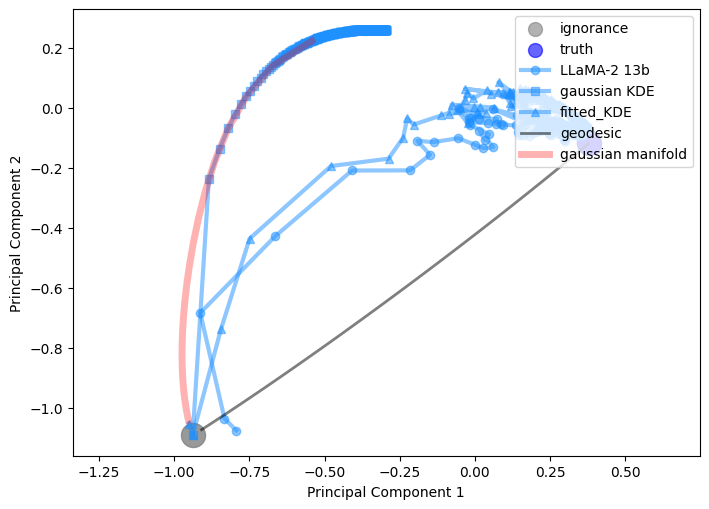 ignorance
truth
LLaMA-2 13b
gaussian KDE
fitted_KDE
geodesic
gaussian manifold
Principal Component 2
0.2
0.0
−0.2
−0.4
−0.6
−0.8
−1.0
−1.25
−1.00
−0.75
−0.50
−0.25
0.00
0.25
0.50
Principal Component 1